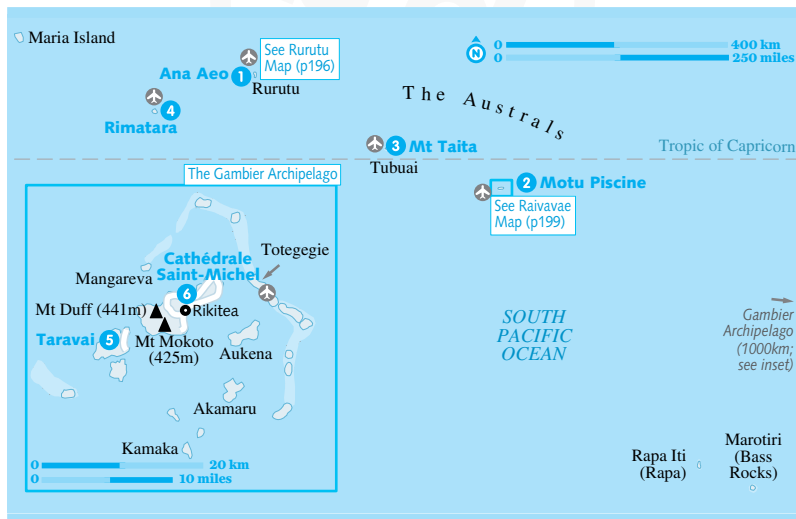 Maria Island
See Rurutu
Map (p196)
Ana Aeo 1
Rurutu
4
Rimatara
The Australs
N
0 400 km
0 250 miles
3 Mt Taita
Tubuai
Tropic of Capricorn
2 Motu Piscine
See Raivavae
Map (p199)
The Gambier Archipelago
Totegegie
Cathédrale
Saint-Michel
Mangareva
6
Mt Duff (441m)
Rikitea
Taravai 5
Mt Mokoto
(425m)
Aukena
Akamaru
Kamaka
0 20 km
0 10 miles
SOUTH
PACIFIC
OCEAN
Gambier
Archipelago
(1000km;
see inset)
Rapa Iti
(Rapa)
Marotiri
(Bass
Rocks)